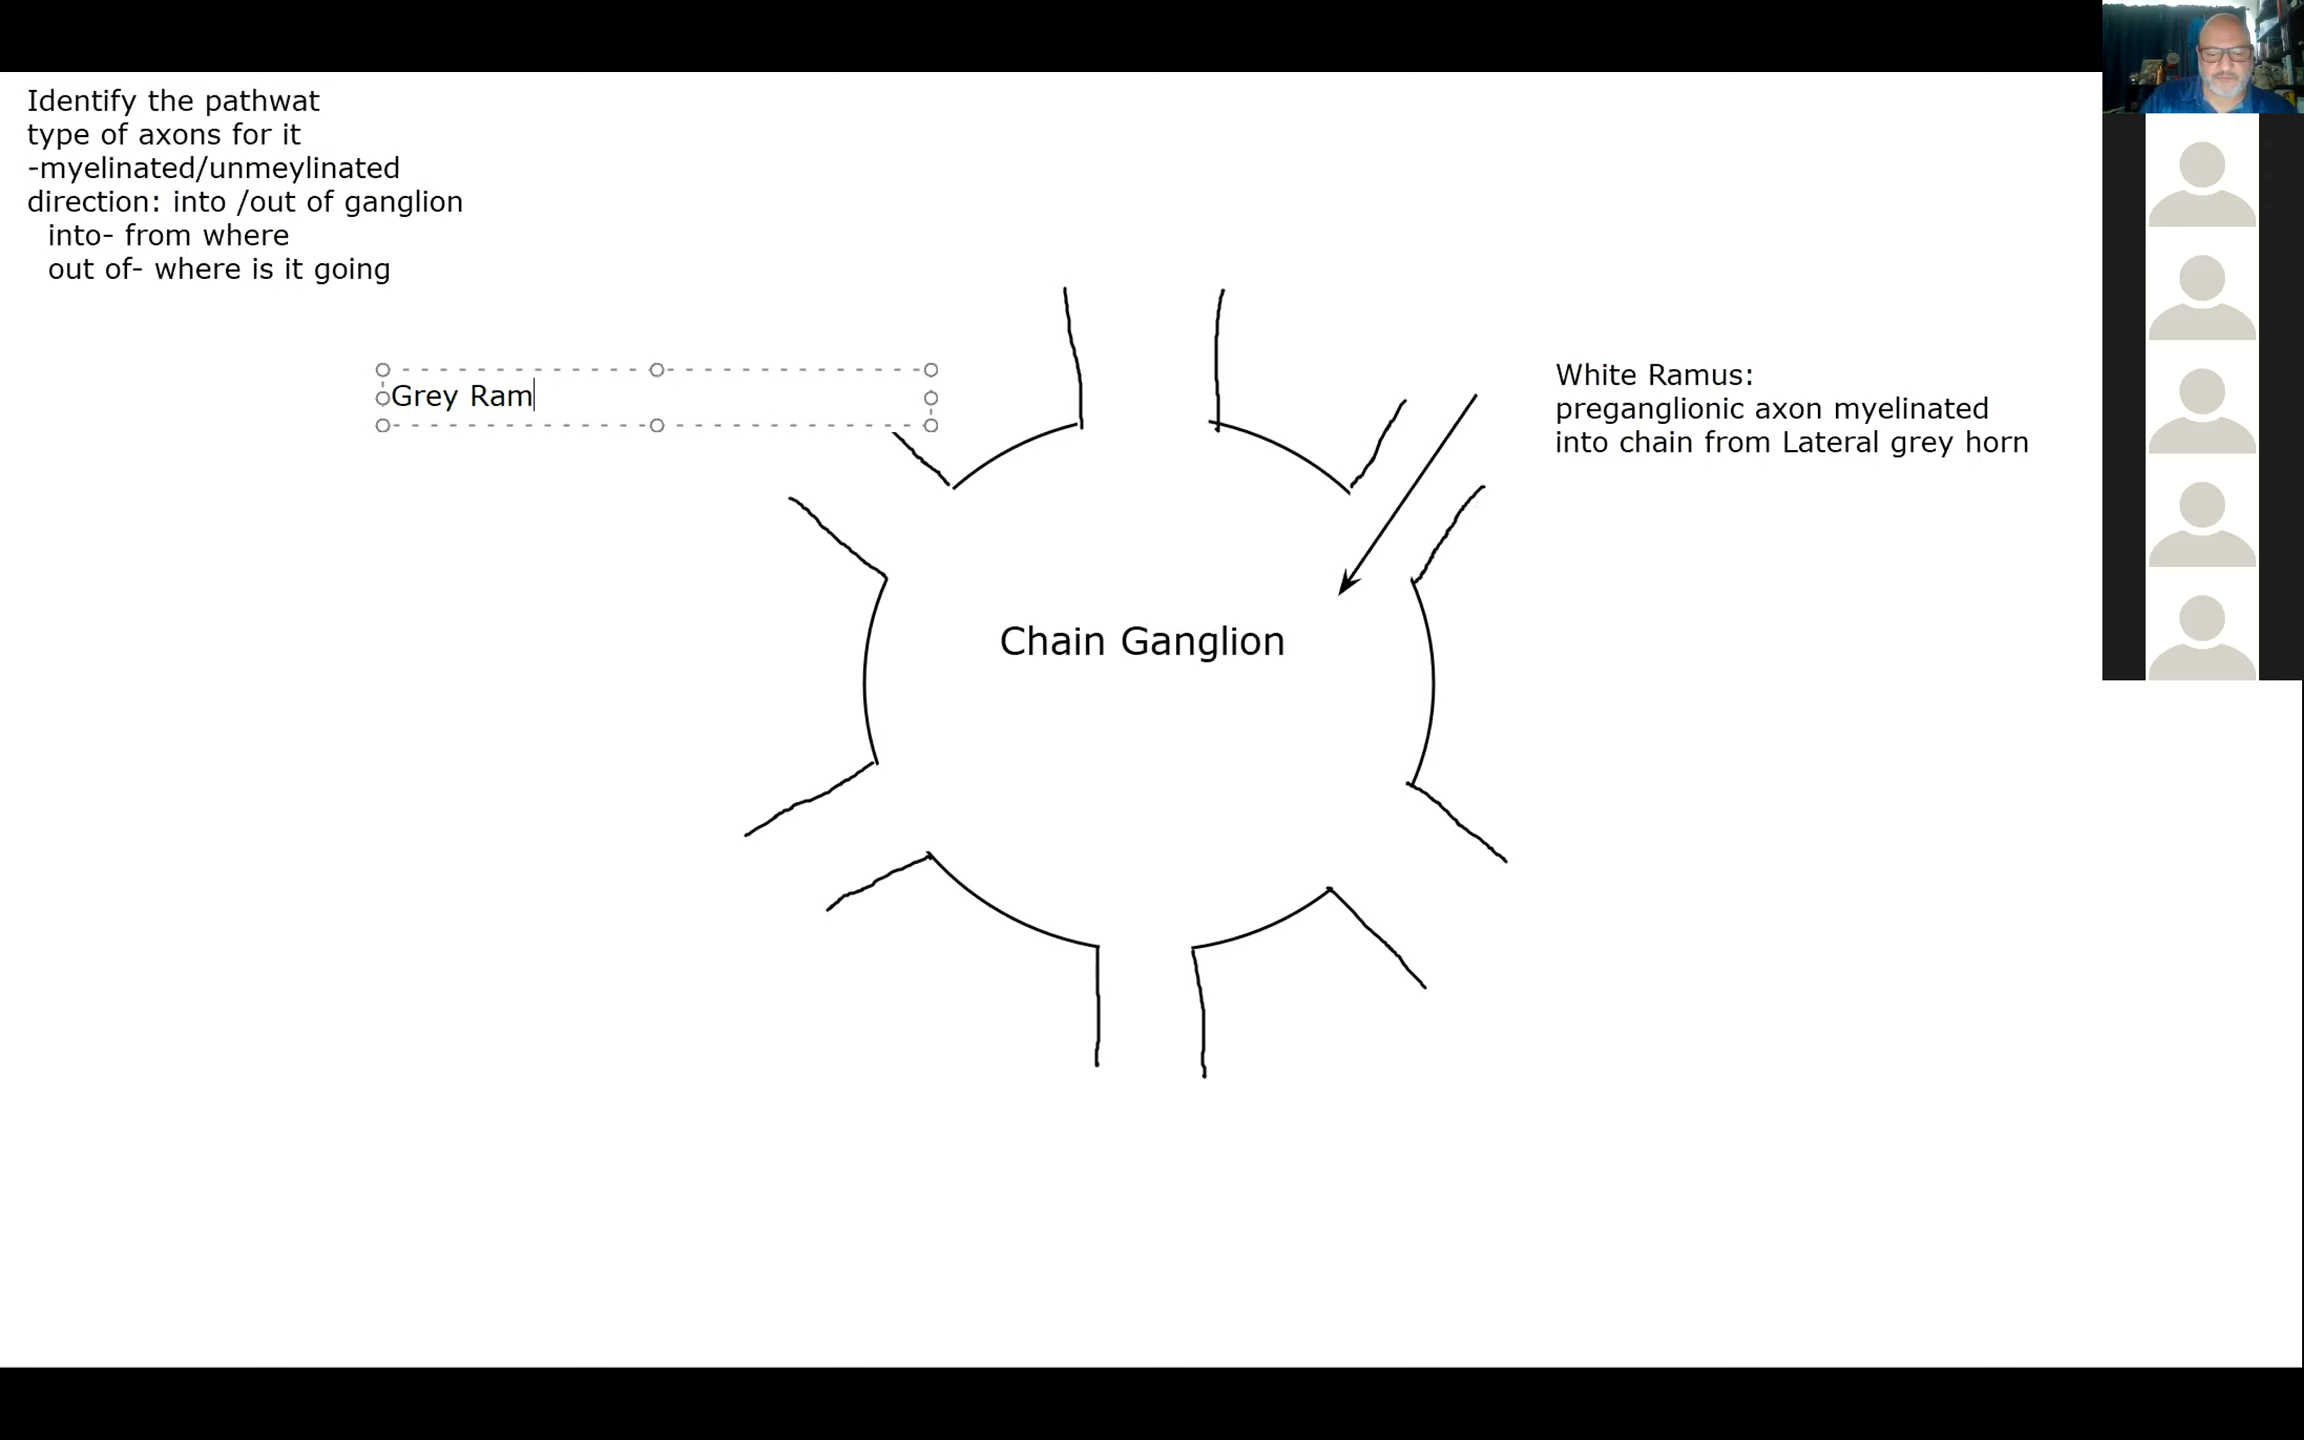 Identify the pathwat
type of axons for it
-myelinated/unmeylinated
direction: into /out of ganglion
into- from where
out of- where is it going
Grey Ram
White Ramus:
preganglionic axon myelinated
into chain from Lateral grey horn
Chain Ganglion